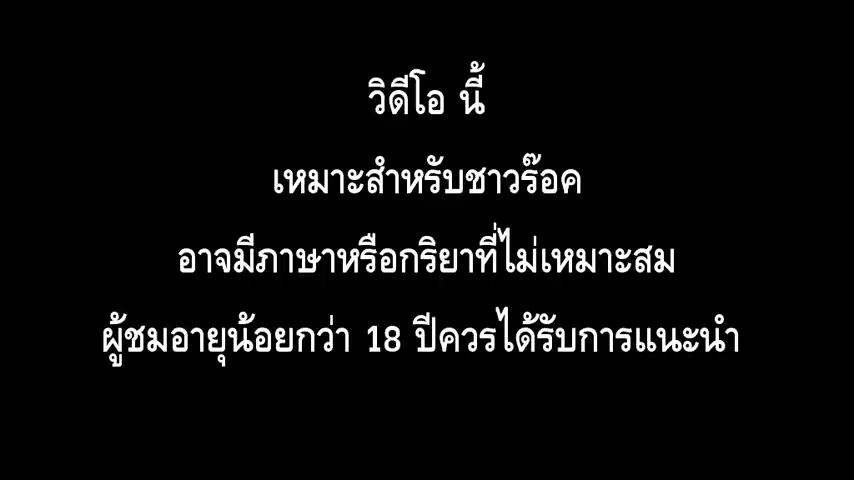 วิดีโอ นี้
เหมาะสำหรับชาวร๊อค
อาจมีภาษาหรือกริยาที่ไม่เหมาะสม
ผู้ชมอายุน้อยกว่า 18 ปีควรได้รับการแนะนำ